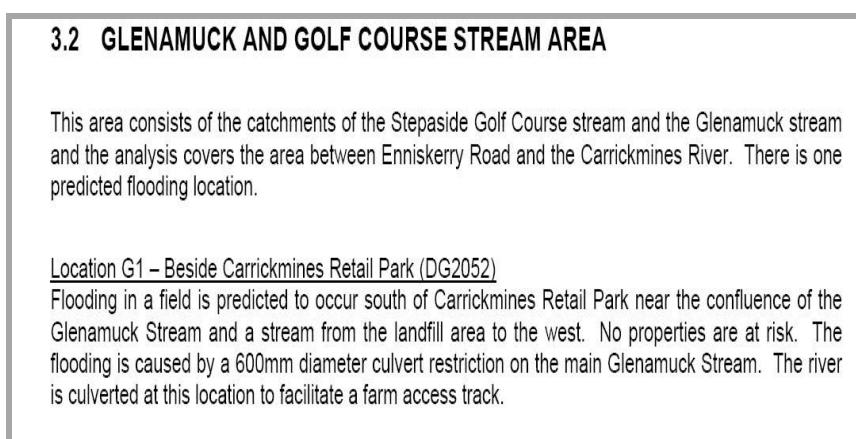 3.2 GLENAMUCK AND GOLF COURSE STREAM AREA
This area consists of the catchments of the Stepaside Golf Course stream and the Glenamuck stream
and the analysis covers the area between Enniskerry Road and the Carrickmines River. There is one
predicted flooding location.
Location G1 – Beside Carrickmines Retail Park (DG2052)
Flooding in a field is predicted to occur south of Carrickmines Retail Park near the confluence of the
Glenamuck Stream and a stream from the landfill area to the west. No properties are at risk. The
flooding is caused by a 600mm diameter culvert restriction on the main Glenamuck Stream. The river
is culverted at this location to facilitate a farm access track.